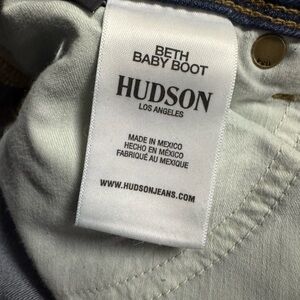 BETH
BABY BOOT
HUDSON
LOS ANGELES
MADE IN MEXICO
HECHO EN MÉXICO
FABRIQUÉ AU MEXIQUE
WWW.HUDSONJEANS.COM